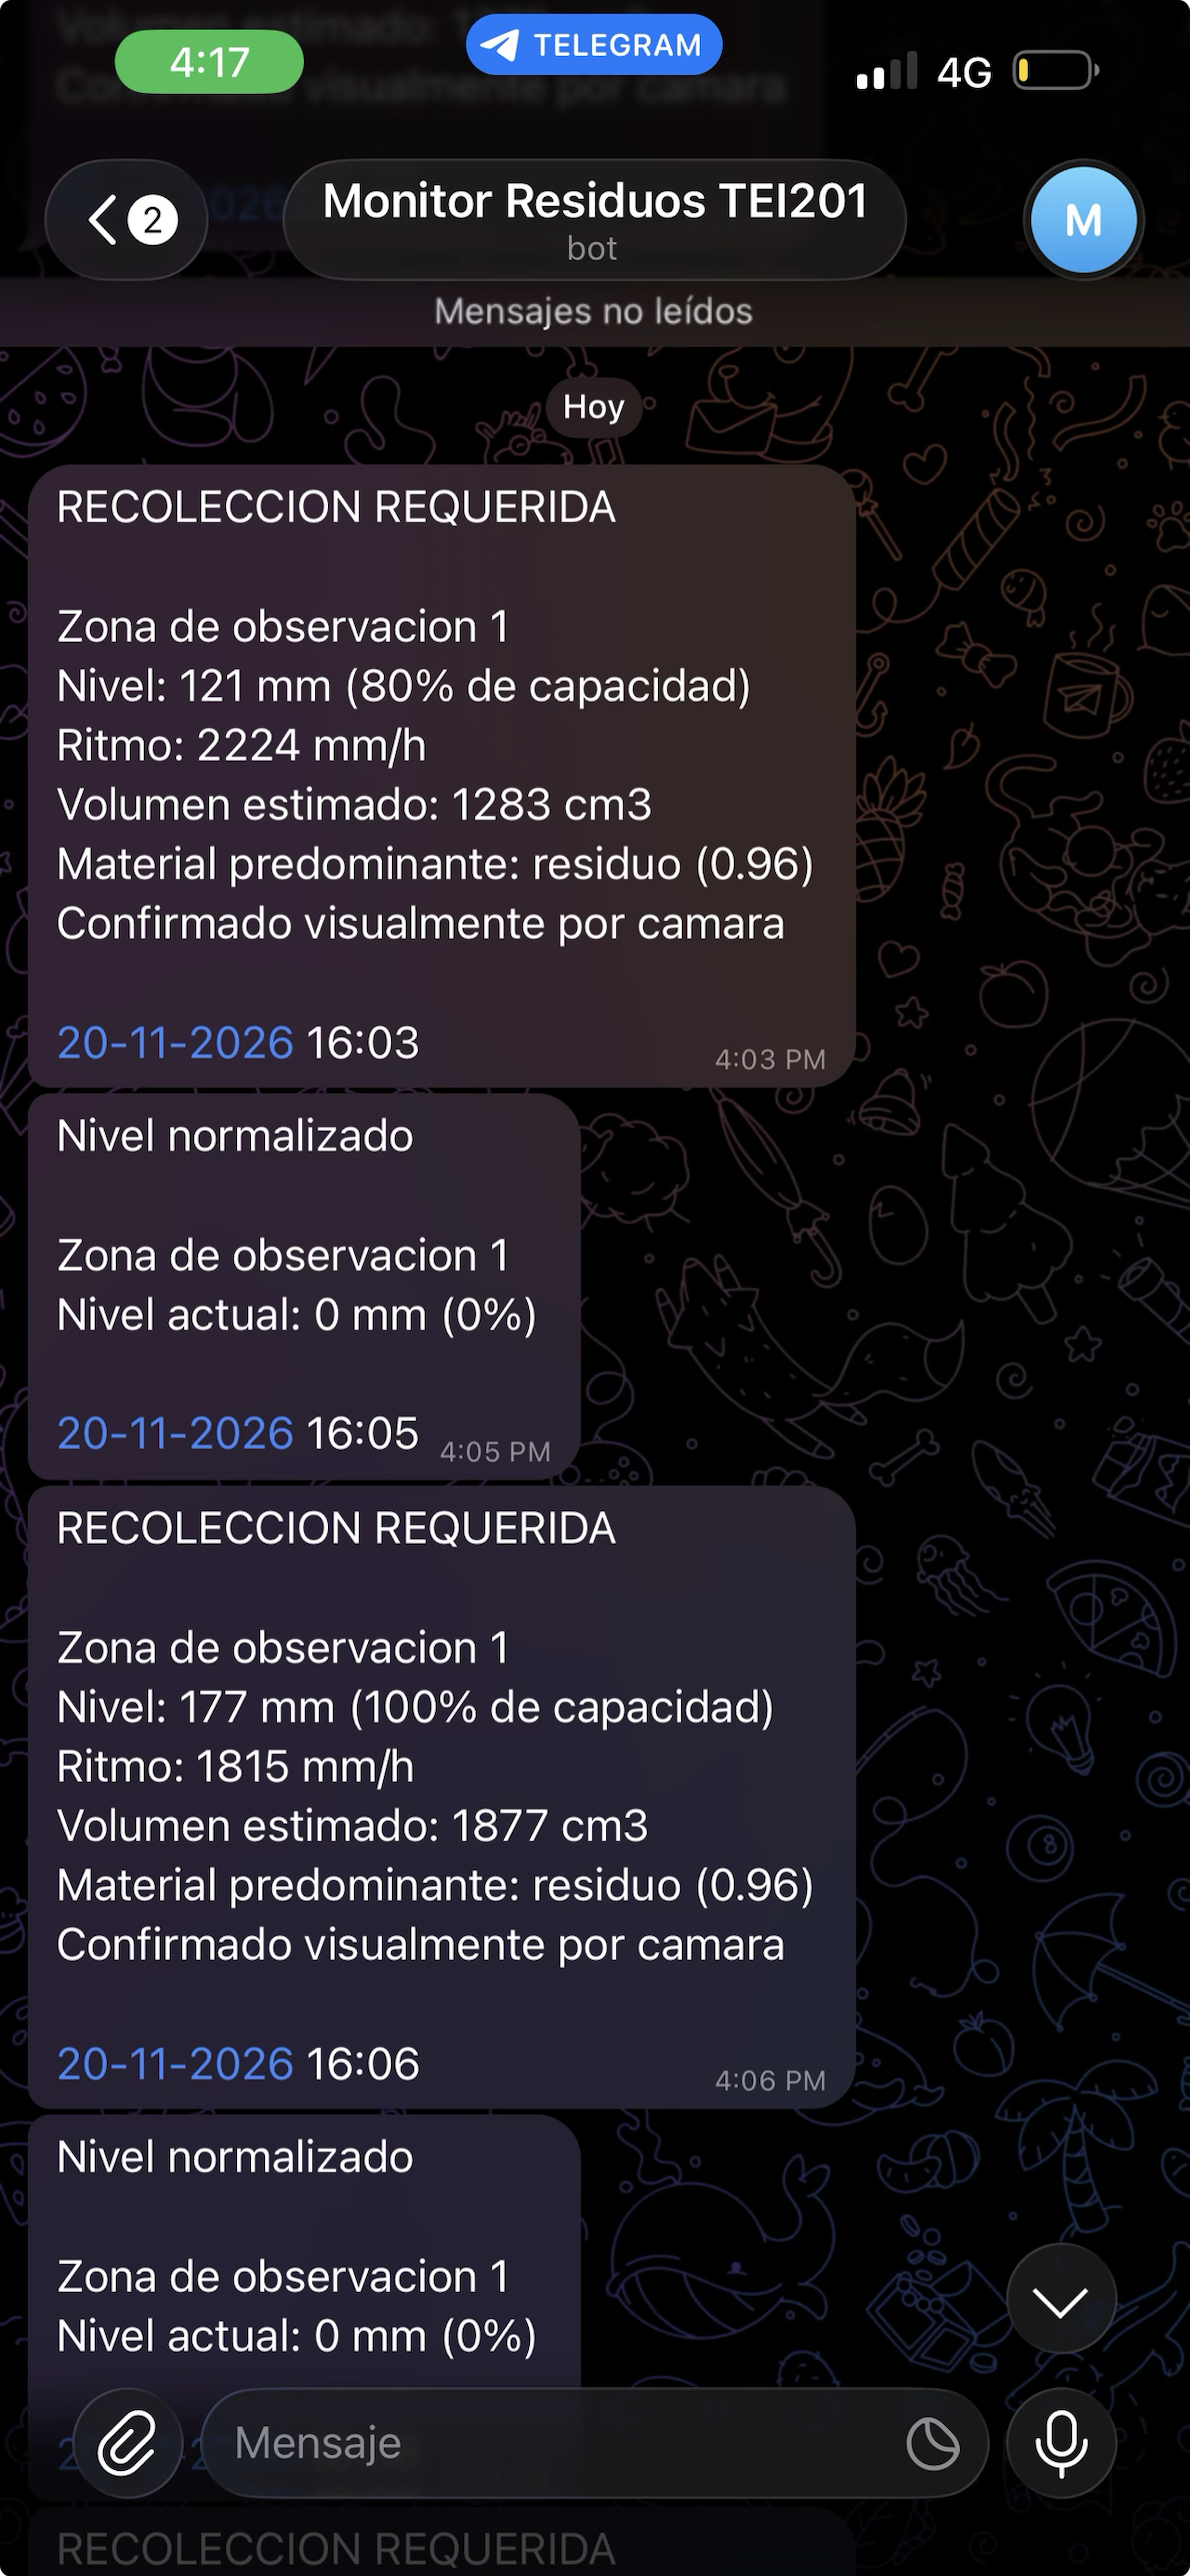 4:17
TELEGRAM
4G
2
Monitor Residuos TEI201
bot
M
Mensajes no leídos
Hoy
RECOLECCION REQUERIDA
Zona de observacion 1
Nivel: 121 mm (80% de capacidad)
Ritmo: 2224 mm/h
Volumen estimado: 1283 cm3
Material predominante: residuo (0.96)
Confirmado visualmente por camara
20-11-2026 16:03
4:03 PM
Nivel normalizado
Zona de observacion 1
Nivel actual: 0 mm (0%)
20-11-2026 16:05
4:05 PM
RECOLECCION REQUERIDA
Zona de observacion 1
Nivel: 177 mm (100% de capacidad)
Ritmo: 1815 mm/h
Volumen estimado: 1877 cm3
Material predominante: residuo (0.96)
Confirmado visualmente por camara
20-11-2026 16:06
4:06 PM
Nivel normalizado
Zona de observacion 1
Nivel actual: 0 mm (0%)
Mensaje
RECOLECCION REQUERIDA